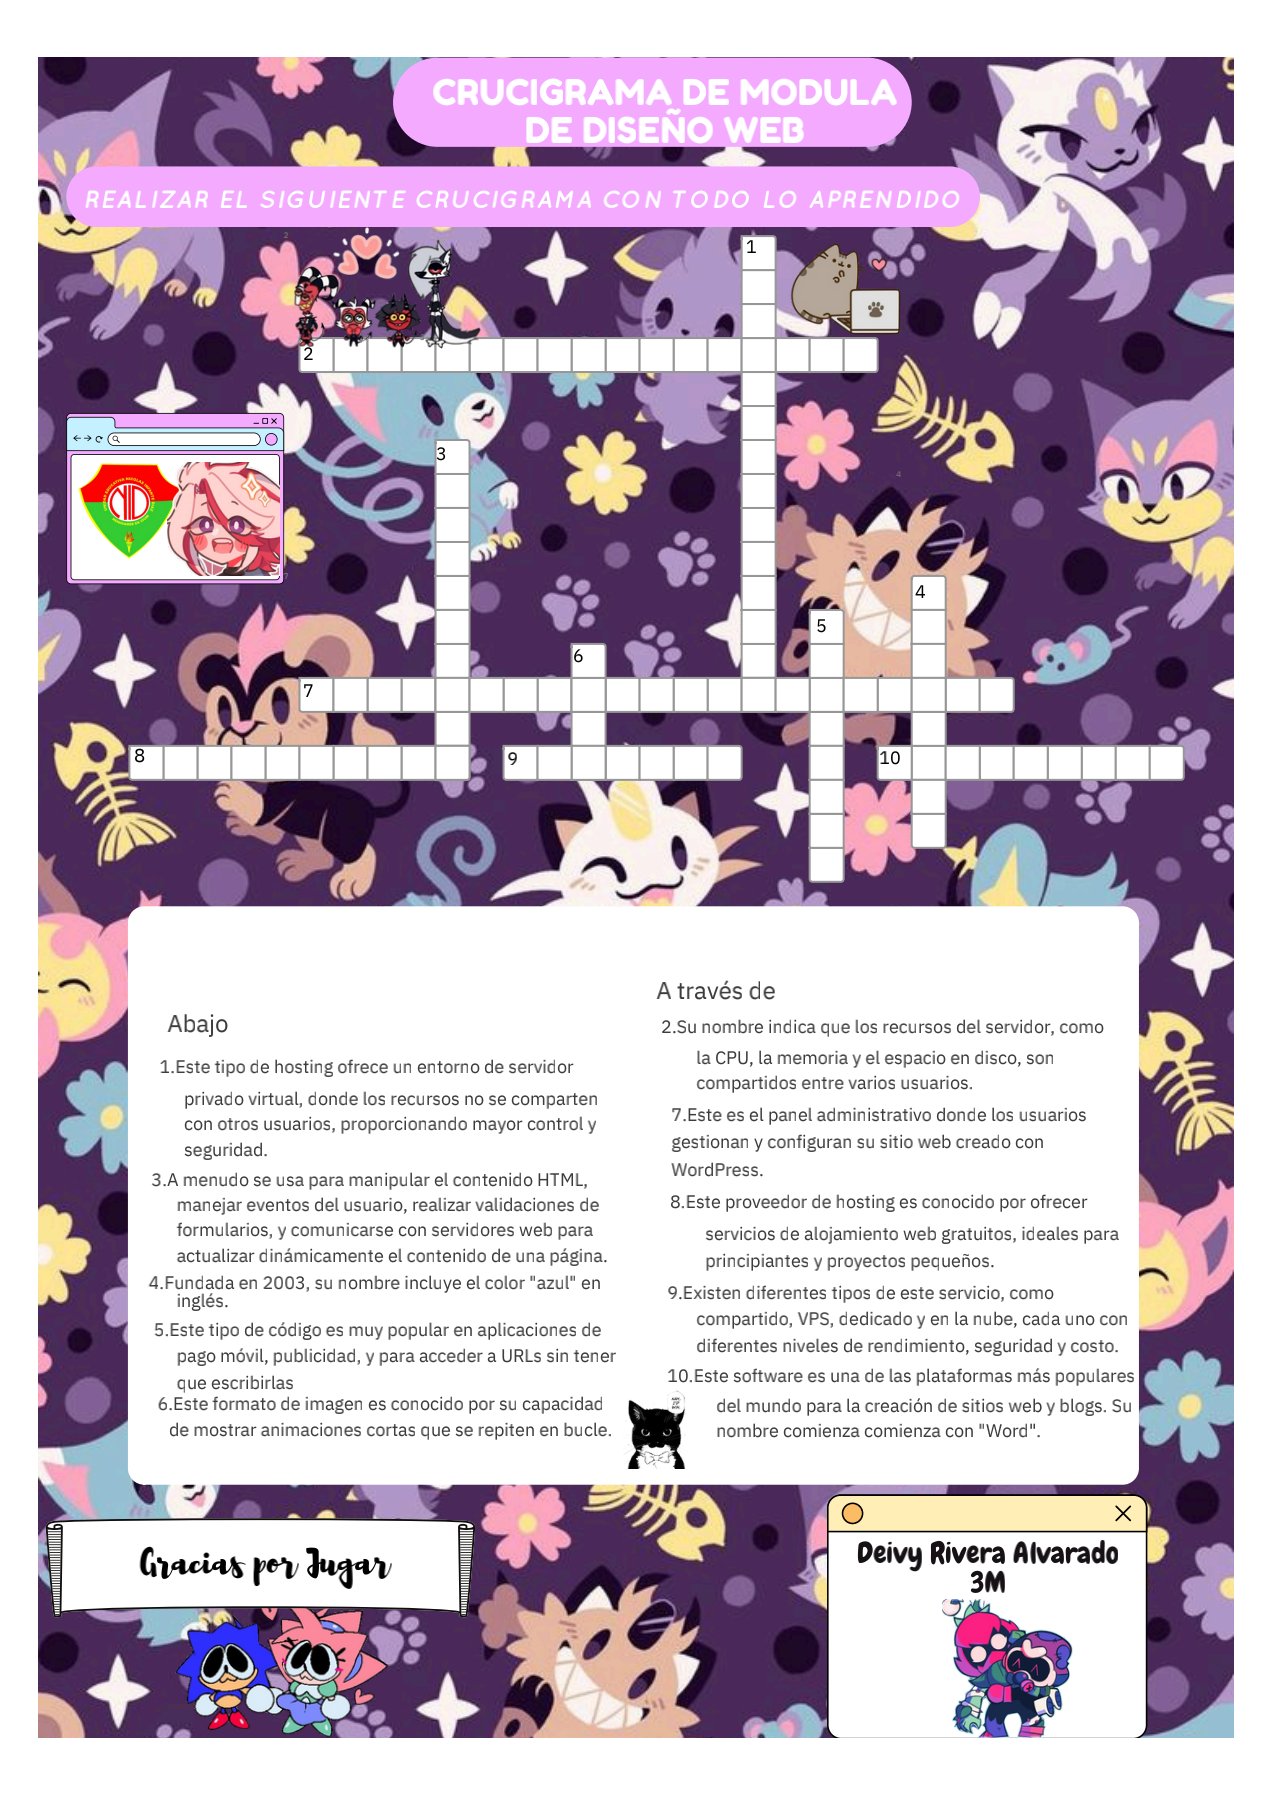 CRUCIGRAMA DE MODULA
DE DISEÑO WEB
REALIZAR EL SIGUIENTE CRUCIGRAMA CON TODO LO APRENDIDO
2
1
2
3
4
7
4
5
6
7
8
9
10
Abajo
1.Este tipo de hosting ofrece un entorno de servidor
privado virtual, donde los recursos no se comparten
con otros usuarios, proporcionando mayor control y
seguridad.
3.A menudo se usa para manipular el contenido HTML,
manejar eventos del usuario, realizar validaciones de
formularios, y comunicarse con servidores web para
actualizar dinámicamente el contenido de una página.
4.Fundada en 2003, su nombre incluye el color "azul" en
inglés.
5.Este tipo de código es muy popular en aplicaciones de
pago móvil, publicidad, y para acceder a URLs sin tener
que escribirlas
6.Este formato de imagen es conocido por su capacidad
de mostrar animaciones cortas que se repiten en bucle.
A través de
2.Su nombre indica que los recursos del servidor, como
la CPU, la memoria y el espacio en disco, son
compartidos entre varios usuarios.
7.Este es el panel administrativo donde los usuarios
gestionan y configuran su sitio web creado con
WordPress.
8.Este proveedor de hosting es conocido por ofrecer
servicios de alojamiento web gratuitos, ideales para
principiantes y proyectos pequeños.
9.Existen diferentes tipos de este servicio, como
compartido, VPS, dedicado y en la nube, cada uno con
diferentes niveles de rendimiento, seguridad y costo.
10.Este software es una de las plataformas más populares
del mundo para la creación de sitios web y blogs. Su
nombre comienza comienza con "Word".
Gracias por Jugar
Deivy Rivera Alvarado
3M